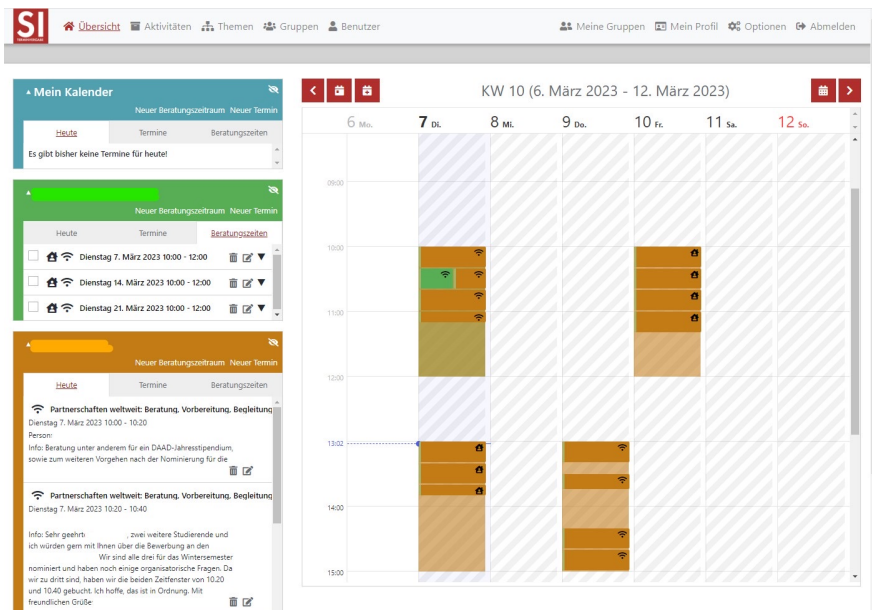 SI
Übersicht Aktivitäten Themen Gruppen Benutzer
Meine Gruppen Mein Profil Optionen Abmelden
Mein Kalender
Neuer Beratungszeitraum Neuer Termin
Heute Termine Beratungszeiten
Es gibt bisher keine Termine für heute!
Neuer Beratungszeitraum Neuer Termin
Heute Termine Beratungszeiten
Dienstag 7. März 2023 10:00 - 12:00
Dienstag 14. März 2023 10:00 - 12:00
Dienstag 21. März 2023 10:00 - 12:00
Neuer Beratungszeitraum Neuer Termin
Heute Termine Beratungszeiten
Partnerschaften weltweit: Beratung, Vorbereitung, Begleitung
Dienstag 7. März 2023 10:00 - 10:20
Person:
Info: Beratung unter anderem für ein DAAD-Jahresstipendium,
sowie zum weiteren Vorgehen nach der Nominierung für die
Partnerschaften weltweit: Beratung, Vorbereitung, Begleitung
Dienstag 7. März 2023 10:20 - 10:40
Info: Sehr geehrt , zwei weitere Studierende und
ich würden gern mit Ihnen über die Bewerbung an den
Wir sind alle drei für das Wintersemester
nominiert und haben noch einige organisatorische Fragen. Da
wir zu dritt sind, haben wir die beiden Zeitfenster von 10.20
und 10.40 gebucht. Ich hoffe, das ist in Ordnung. Mit
freundlichen Grüße
KW 10 (6. März 2023 - 12. März 2023)
6 Mo. 7 Di. 8 Mi. 9 Do. 10 Fr. 11 Sa. 12 So.
09:00
10:00
11:00
12:00
13:02
14:00
15:00